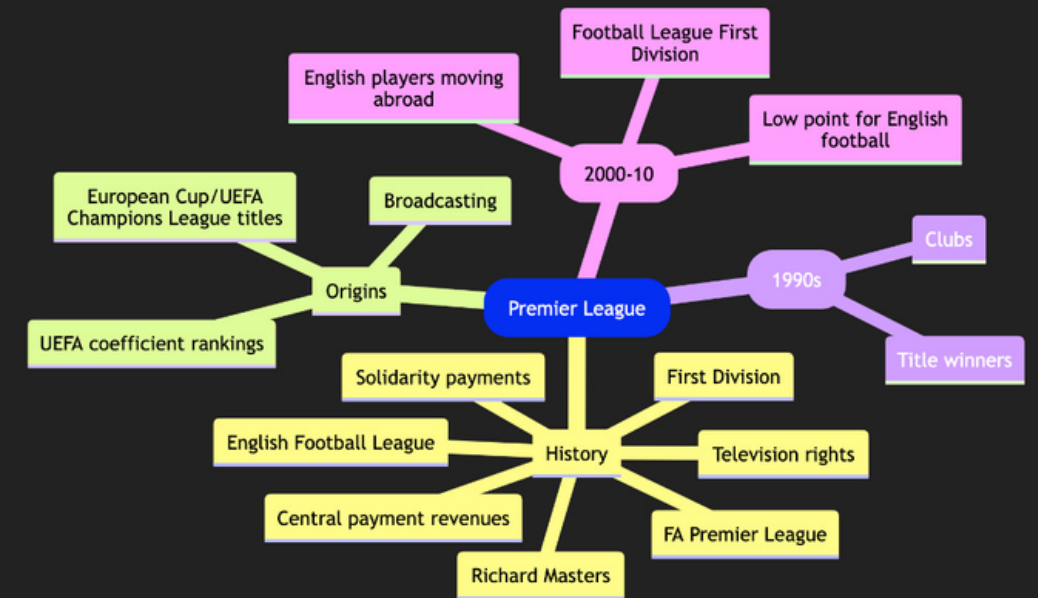 Football League First
Division
English players moving
abroad
Low point for English
football
2000-10
European Cup/UEFA
Champions League titles
Broadcasting
Origins
UEFA coefficient rankings
Premier League
1990s
Clubs
Title winners
Solidarity payments
First Division
English Football League
History
Television rights
Central payment revenues
FA Premier League
Richard Masters